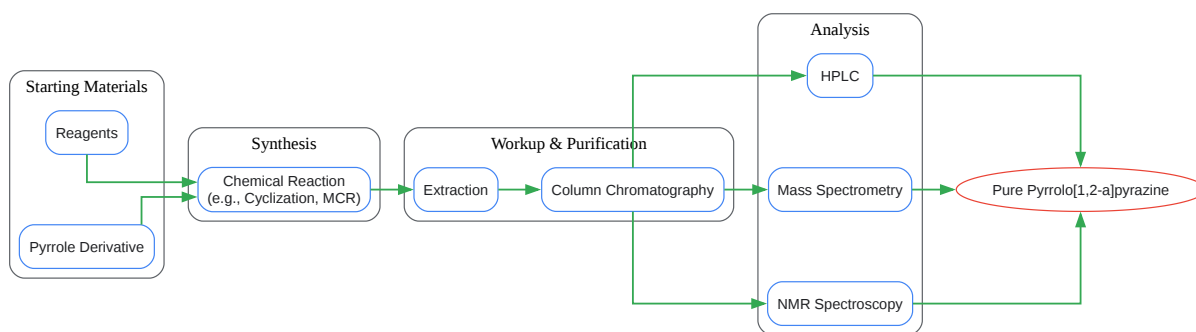 Starting Materials
Reagents
Pyrrole Derivative
Synthesis
Chemical Reaction
(e.g., Cyclization, MCR)
Workup & Purification
Extraction
Column Chromatography
Analysis
HPLC
Mass Spectrometry
NMR Spectroscopy
Pure Pyrrolo[1,2-a]pyrazine